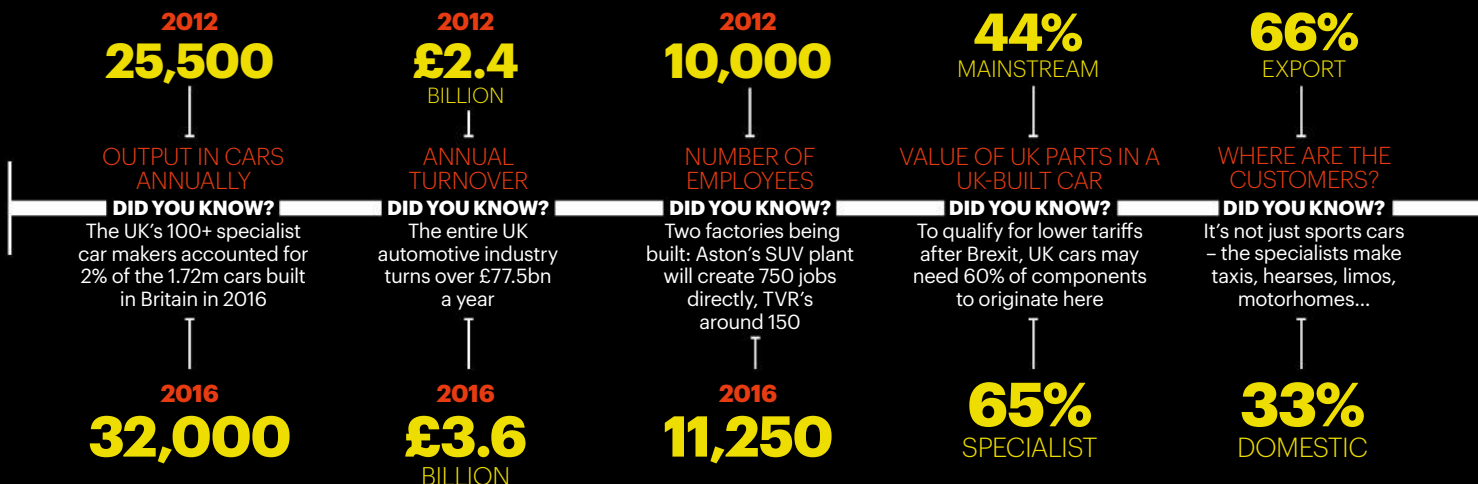 2012
25,500
OUTPUT IN CARS
ANNUALLY
DID YOU KNOW?
The UK's 100+ specialist
car makers accounted for
2% of the 1.72m cars built
in Britain in 2016
2016
32,000
2012
£2.4
BILLION
ANNUAL
TURNOVER
DID YOU KNOW?
The entire UK
automotive industry
turns over £77.5bn
a year
2016
£3.6
BILLION
2012
10,000
NUMBER OF
EMPLOYEES
DID YOU KNOW?
Two factories being
built: Aston's SUV plant
will create 750 jobs
directly, TVR's
around 150
2016
11,250
44%
MAINSTREAM
VALUE OF UK PARTS IN A
UK-BUILT CAR
DID YOU KNOW?
To qualify for lower tariffs
after Brexit, UK cars may
need 60% of components
to originate here
65%
SPECIALIST
66%
EXPORT
WHERE ARE THE
CUSTOMERS?
DID YOU KNOW?
It's not just sports cars
– the specialists make
taxis, hearses, limos,
motorhomes...
33%
DOMESTIC